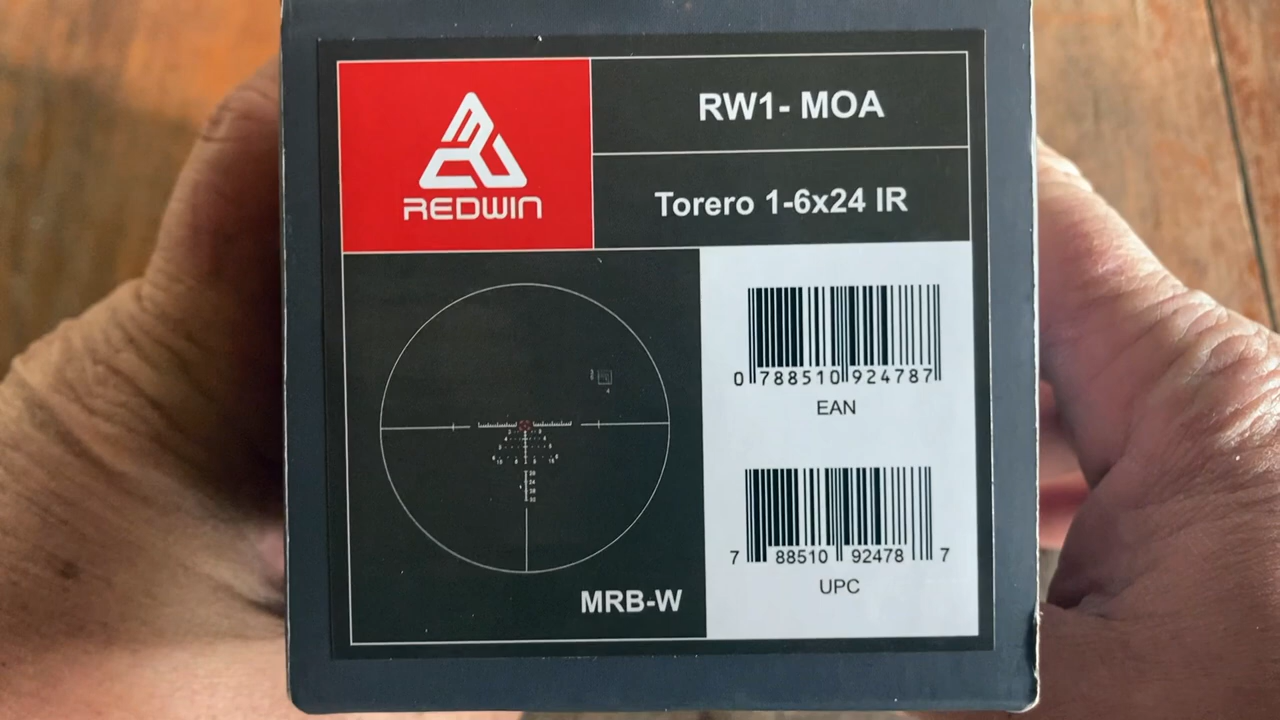 REDWIN
RW1- MOA
Torero 1-6x24 IR
0 788510 924787
EAN
7 88510 92478 7
UPC
MRB-W